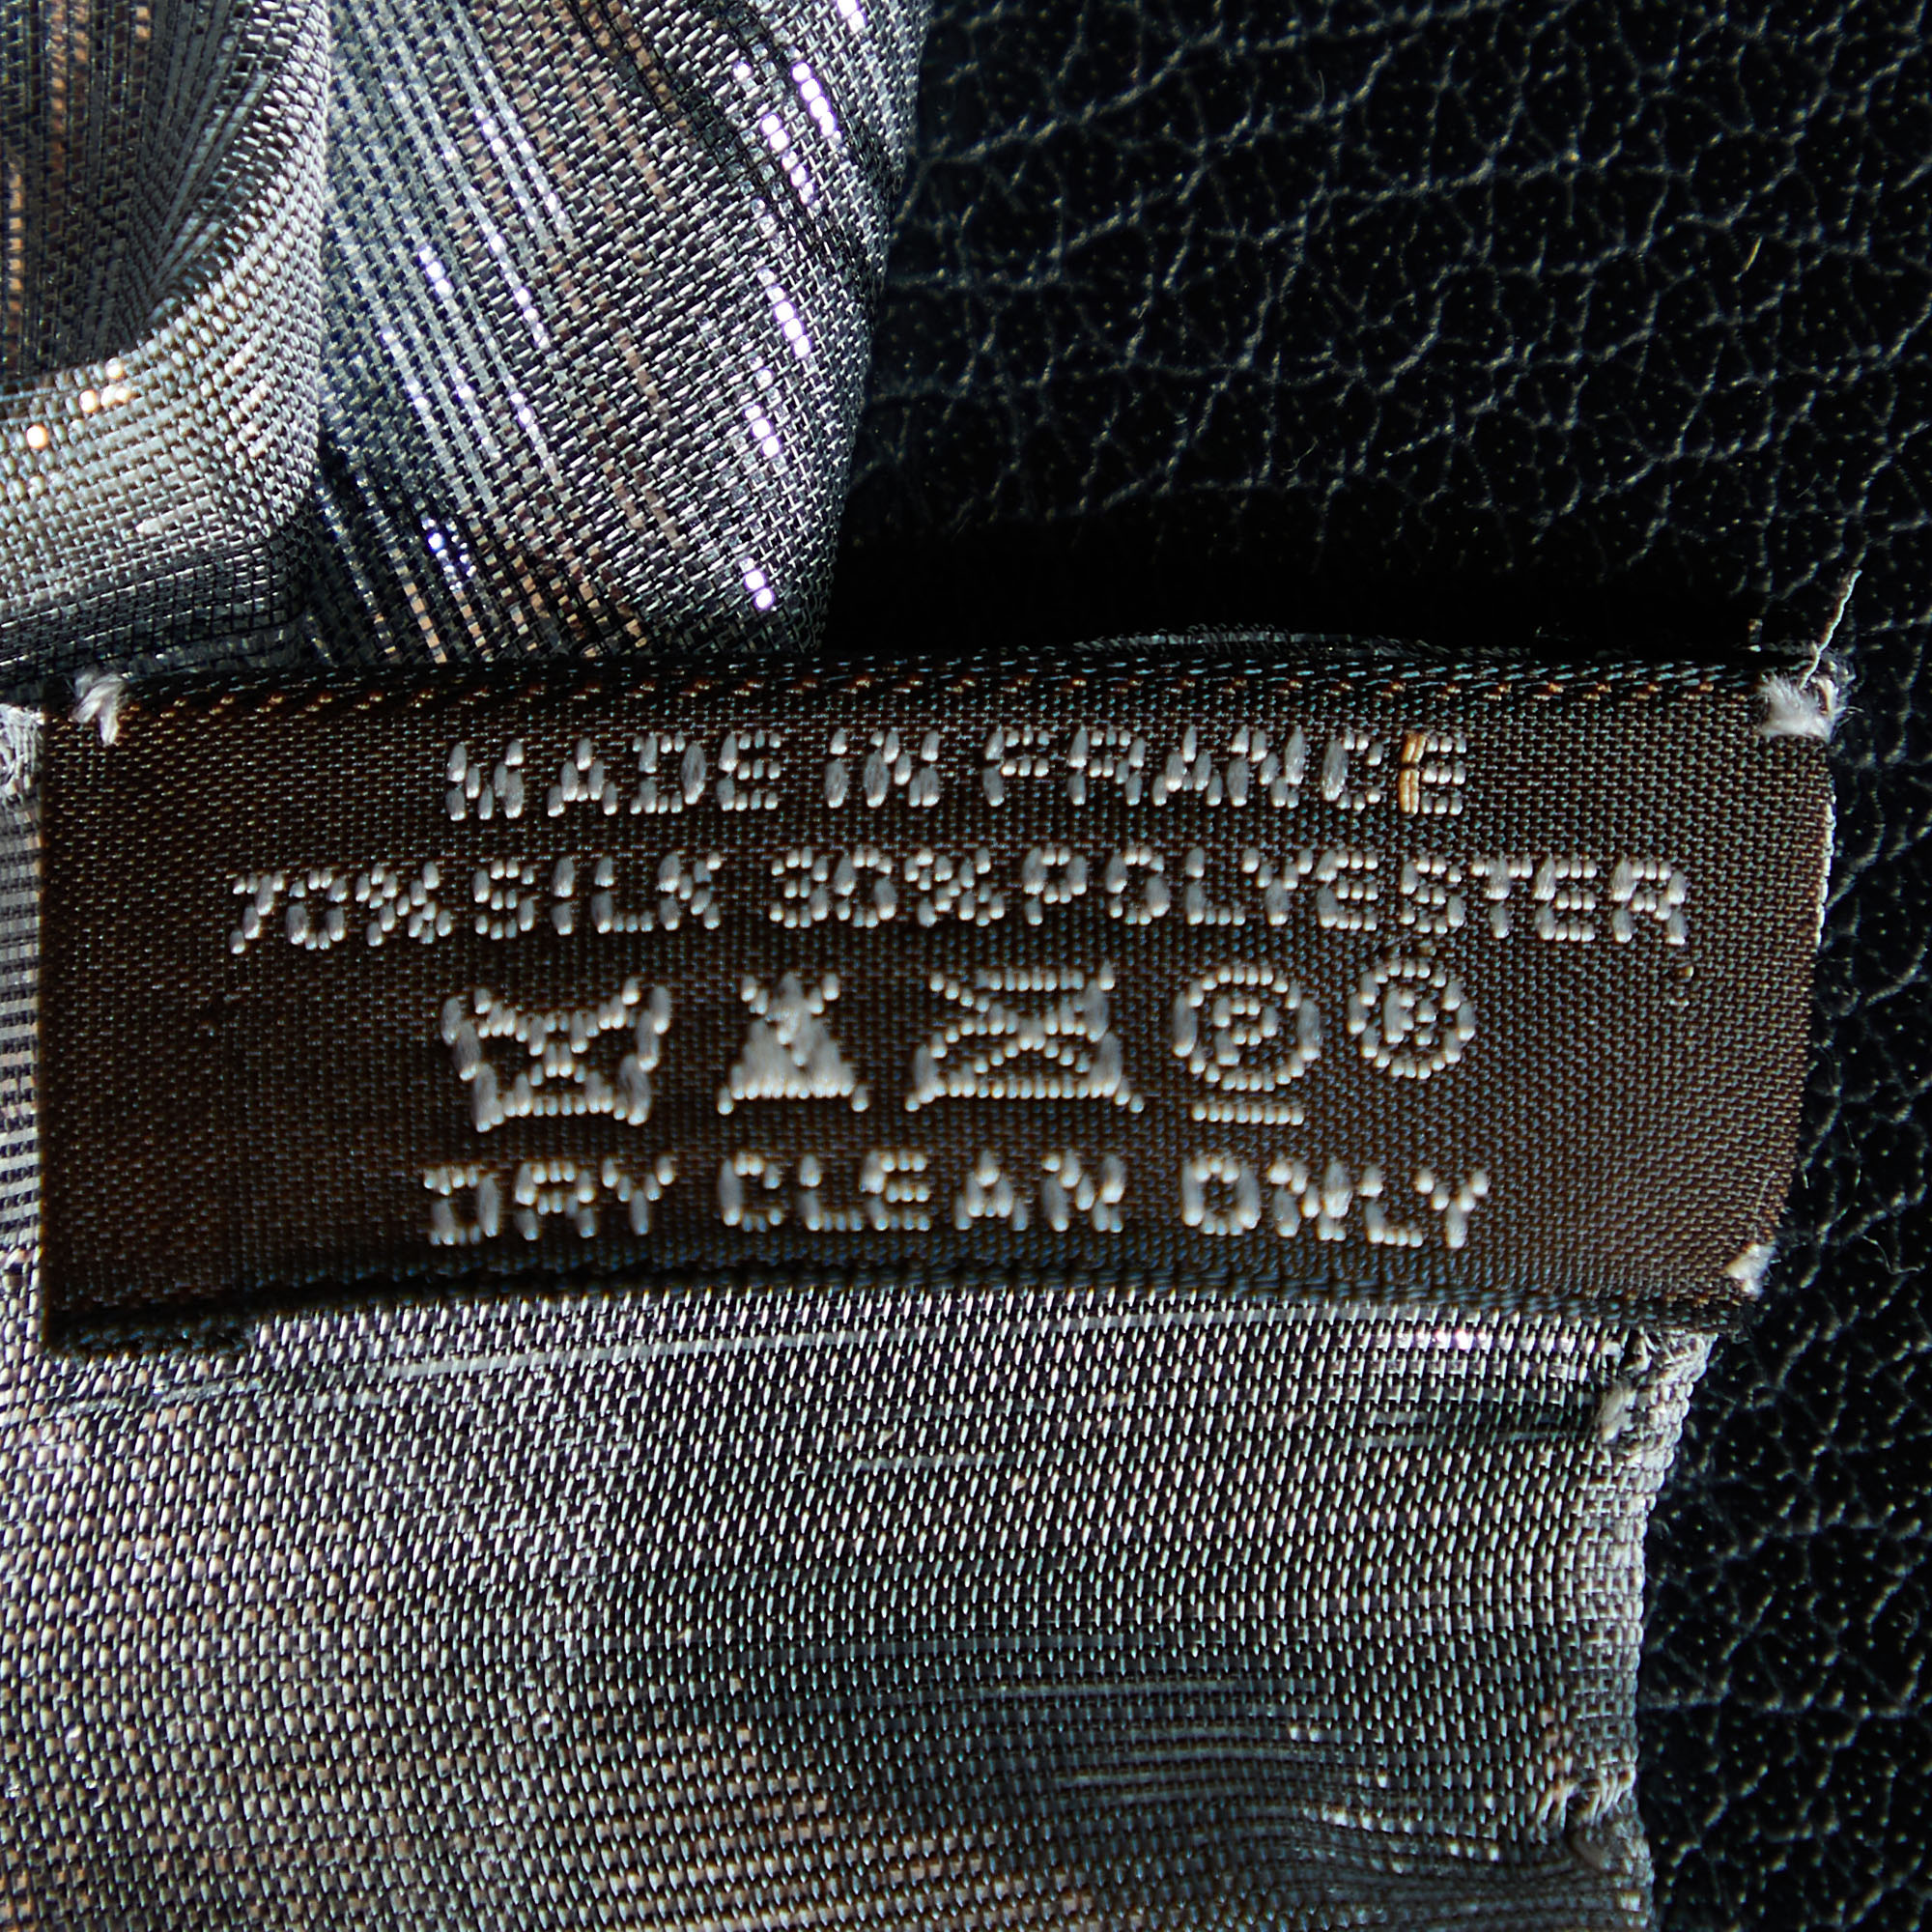 MADE IN FRANCE
70% SILK 30% POLYESTER
P R
DRY CLEAN ONLY